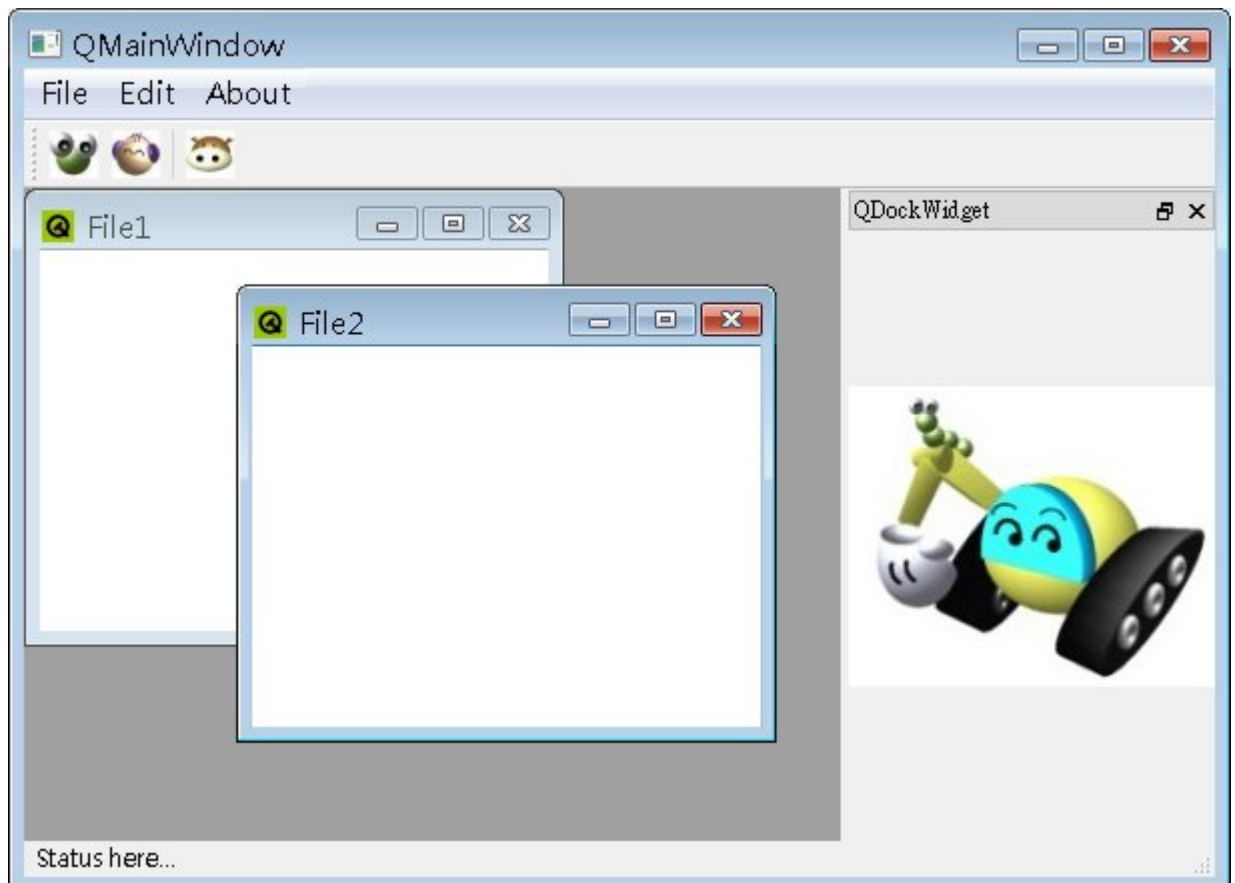 QMainWindow
File Edit About
File1
QDockWidget
File2
Status here...